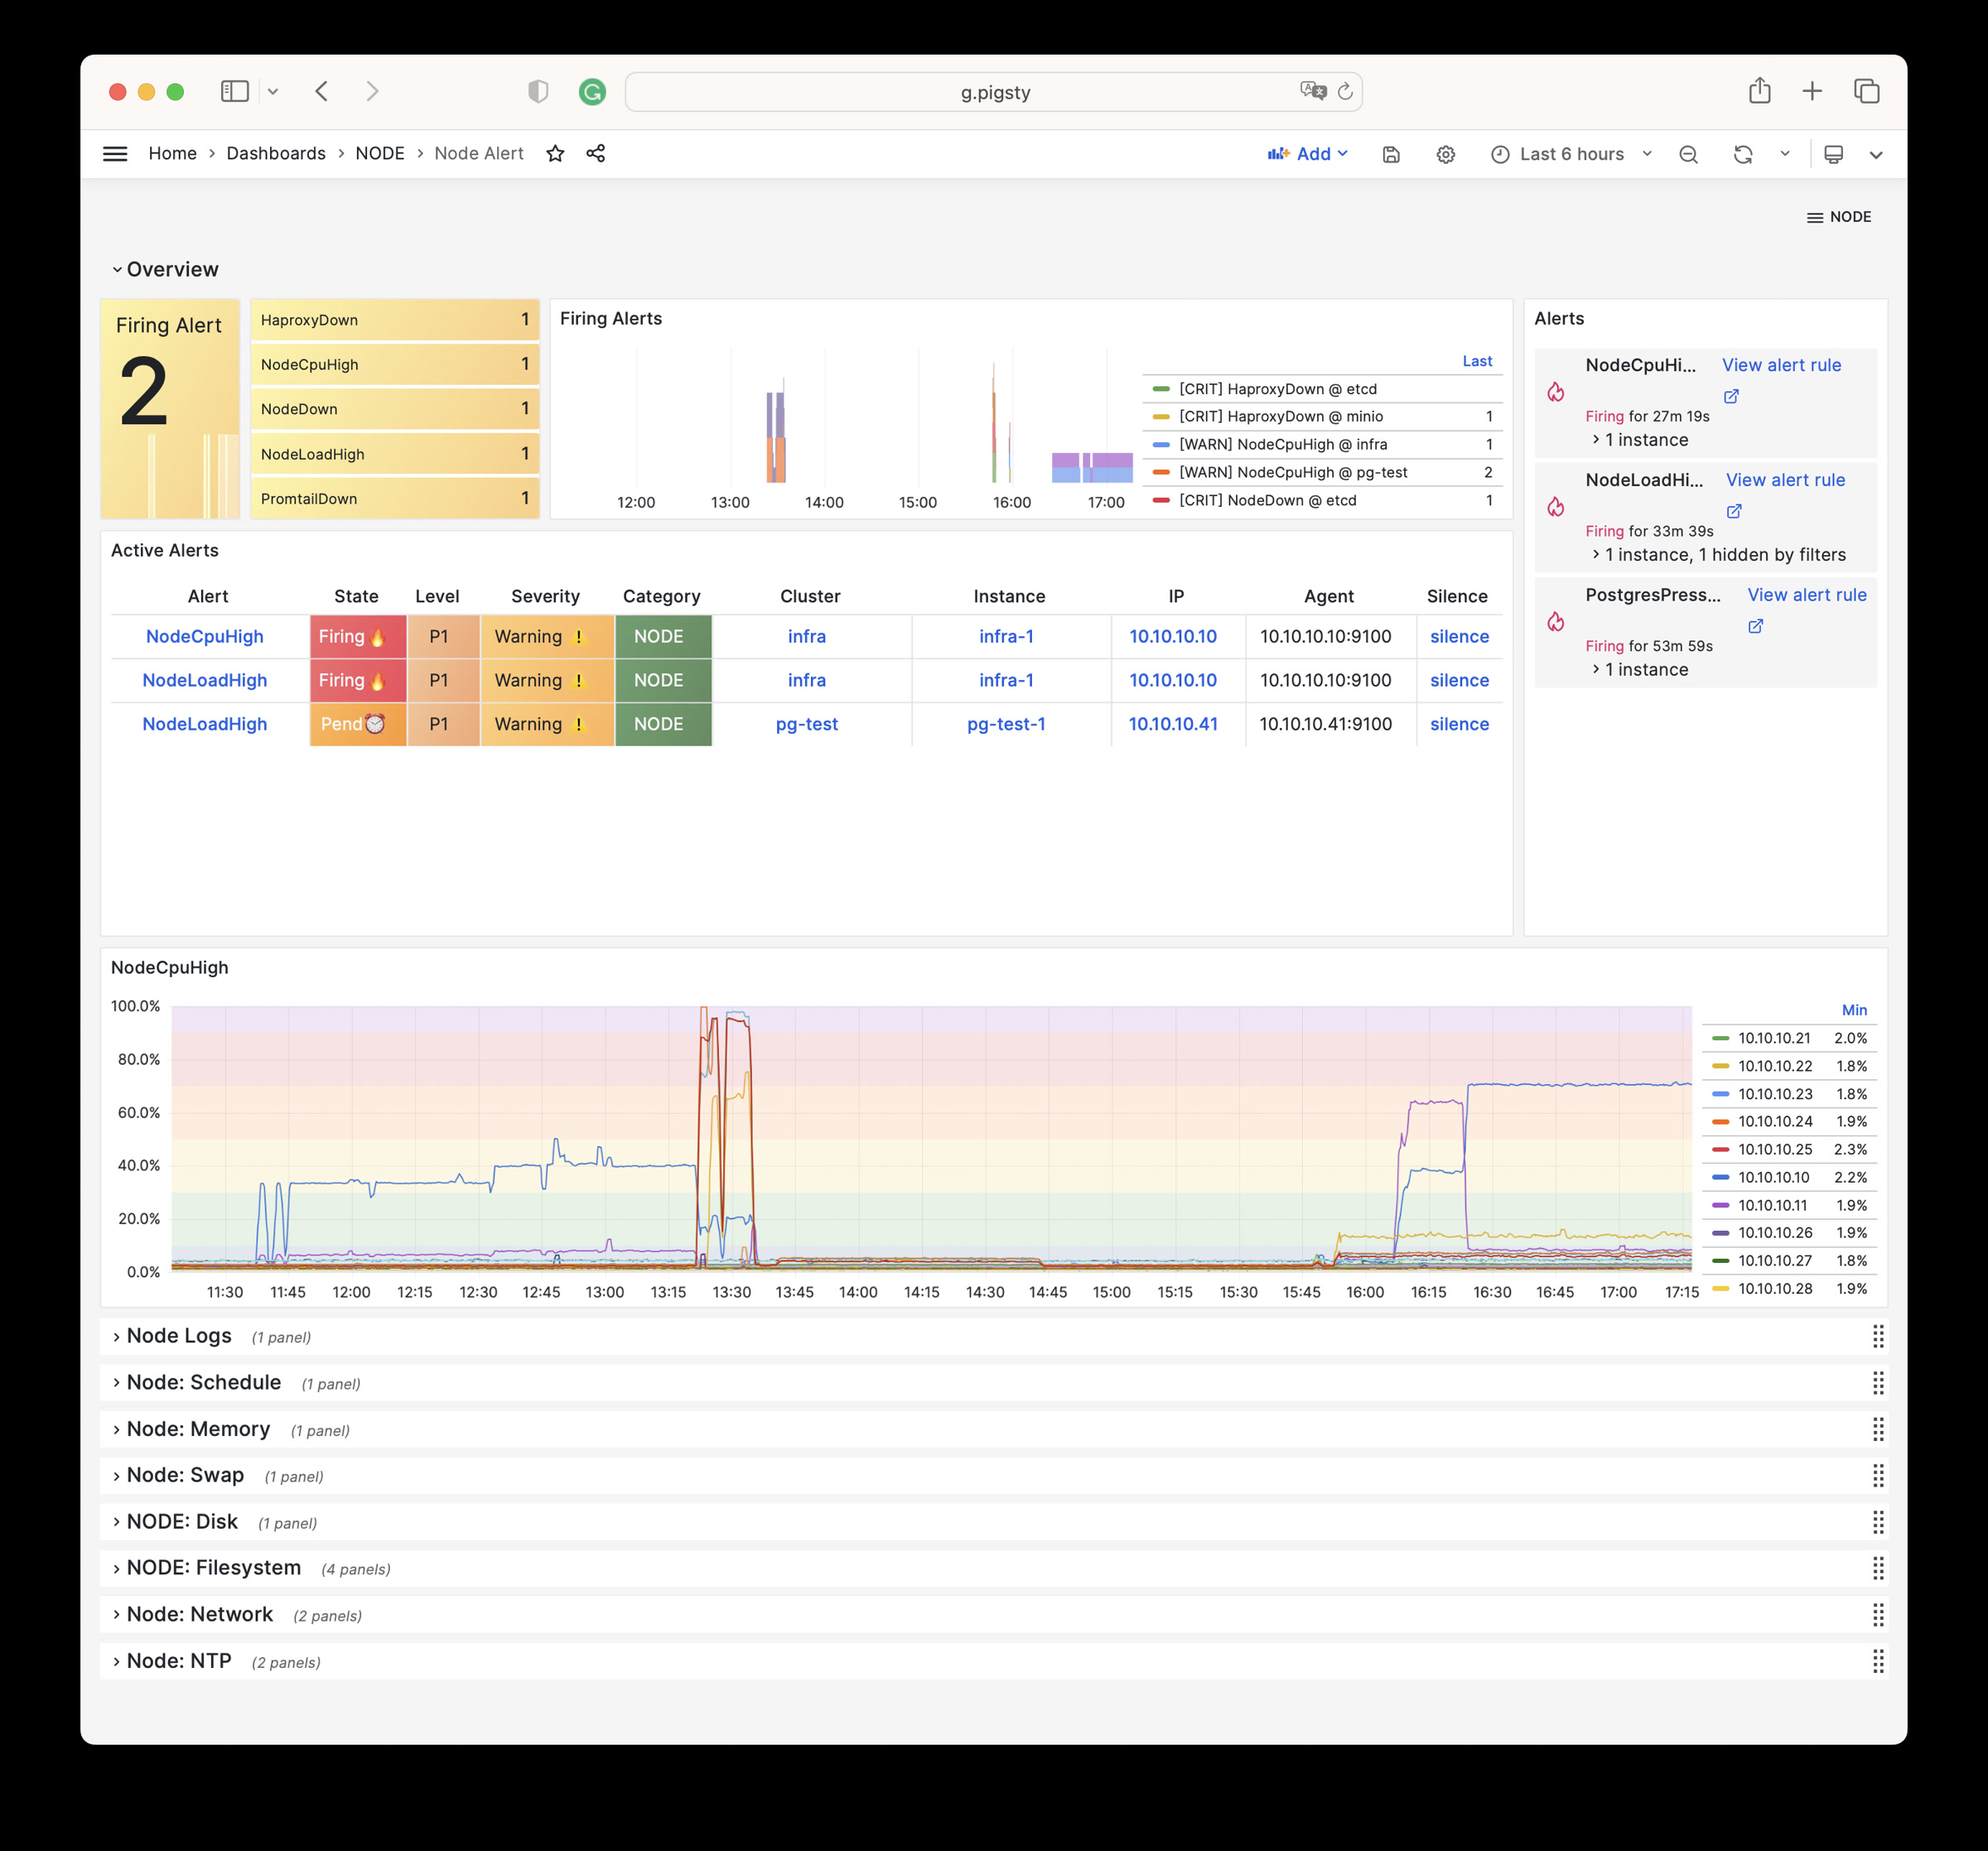 g.pigsty
Home › Dashboards › NODE › Node Alert
Add
Last 6 hours
NODE
Overview
Firing Alert
2
HaproxyDown 1
NodeCpuHigh 1
NodeDown 1
NodeLoadHigh 1
PromtailDown 1
Firing Alerts
12:00 13:00 14:00 15:00 16:00 17:00
Last
[CRIT] HaproxyDown @ etcd
[CRIT] HaproxyDown @ minio 1
[WARN] NodeCpuHigh @ infra 1
[WARN] NodeCpuHigh @ pg-test 2
[CRIT] NodeDown @ etcd 1
Alerts
NodeCpuHi... View alert rule
Firing for 27m 19s
1 instance
NodeLoadHi... View alert rule
Firing for 33m 39s
1 instance, 1 hidden by filters
PostgresPress... View alert rule
Firing for 53m 59s
1 instance
Active Alerts
Alert State Level Severity Category Cluster Instance IP Agent Silence
NodeCpuHigh Firing🔥 P1 Warning ❗ NODE infra infra-1 10.10.10.10 10.10.10.10:9100 silence
NodeLoadHigh Firing🔥 P1 Warning ❗ NODE infra infra-1 10.10.10.10 10.10.10.10:9100 silence
NodeLoadHigh Pend⏰ P1 Warning ❗ NODE pg-test pg-test-1 10.10.10.41 10.10.10.41:9100 silence
NodeCpuHigh
100.0%
80.0%
60.0%
40.0%
20.0%
0.0%
11:30 11:45 12:00 12:15 12:30 12:45 13:00 13:15 13:30 13:45 14:00 14:15 14:30 14:45 15:00 15:15 15:30 15:45 16:00 16:15 16:30 16:45 17:00 17:15
Min
10.10.10.21 2.0%
10.10.10.22 1.8%
10.10.10.23 1.8%
10.10.10.24 1.9%
10.10.10.25 2.3%
10.10.10.10 2.2%
10.10.10.11 1.9%
10.10.10.26 1.9%
10.10.10.27 1.8%
10.10.10.28 1.9%
Node Logs (1 panel)
Node: Schedule (1 panel)
Node: Memory (1 panel)
Node: Swap (1 panel)
NODE: Disk (1 panel)
NODE: Filesystem (4 panels)
Node: Network (2 panels)
Node: NTP (2 panels)